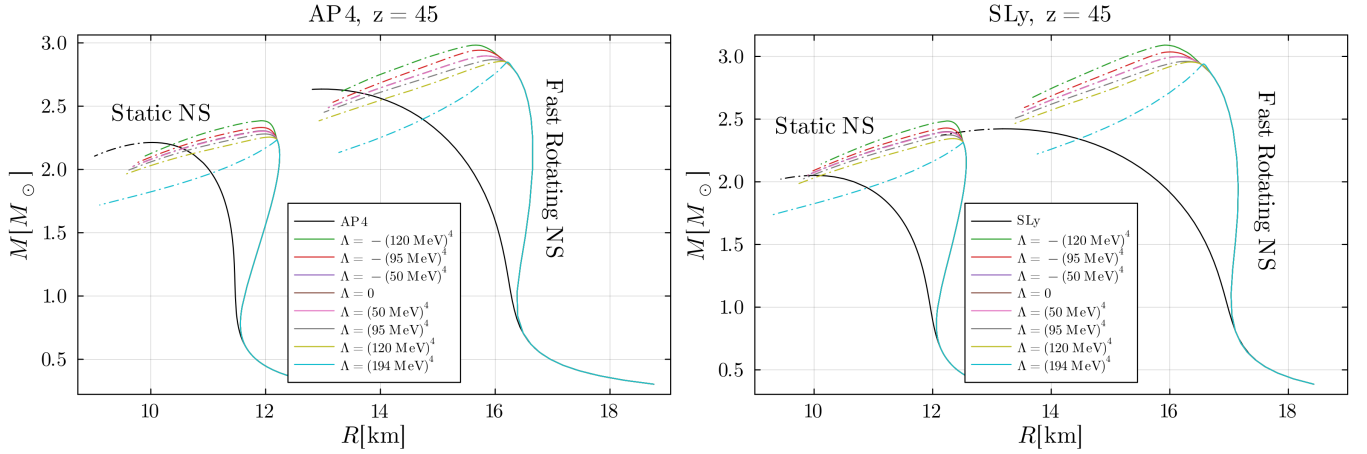 AP4, z = 45
M[M⊙]
3.0
2.5
2.0
1.5
1.0
0.5
Static NS
Fast Rotating NS
AP4
Λ = −(120 MeV)⁴
Λ = −(95 MeV)⁴
Λ = −(50 MeV)⁴
Λ = 0
Λ = (50 MeV)⁴
Λ = (95 MeV)⁴
Λ = (120 MeV)⁴
Λ = (194 MeV)⁴
10 12 14 16 18
R[km]
SLy, z = 45
M[M⊙]
3.0
2.5
2.0
1.5
1.0
0.5
Static NS
Fast Rotating NS
SLy
Λ = −(120 MeV)⁴
Λ = −(95 MeV)⁴
Λ = −(50 MeV)⁴
Λ = 0
Λ = (50 MeV)⁴
Λ = (95 MeV)⁴
Λ = (120 MeV)⁴
Λ = (194 MeV)⁴
10 12 14 16 18
R[km]